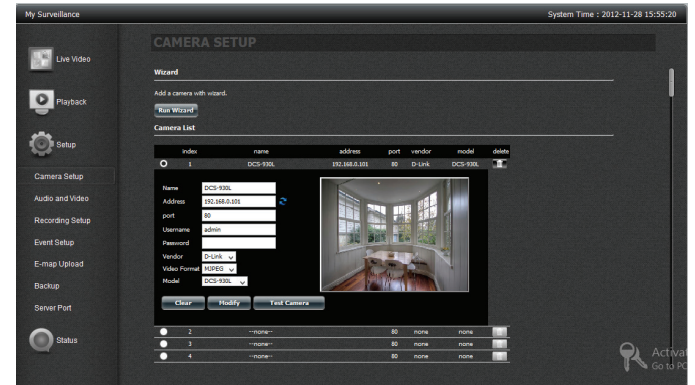 My Surveillance
System Time : 2012-11-28 15:55:20
CAMERA SETUP
Live Video
Playback
Setup
Camera Setup
Audio and Video
Recording Setup
Event Setup
E-map Upload
Backup
Server Port
Status
Wizard
Add a camera with wizard.
Run Wizard
Camera List
index name address port vendor model delete
1 DCS-930L 192.168.0.101 80 D-Link DCS-930L
Name DCS-930L
Address 192.168.0.101
port 80
Username admin
Password
Vendor D-Link
Video Format MJPEG
Model DCS-930L
Clear Modify Test Camera
2 --none-- 80 none none
3 --none-- 80 none none
4 --none-- 80 none none
Activat
Go to PC